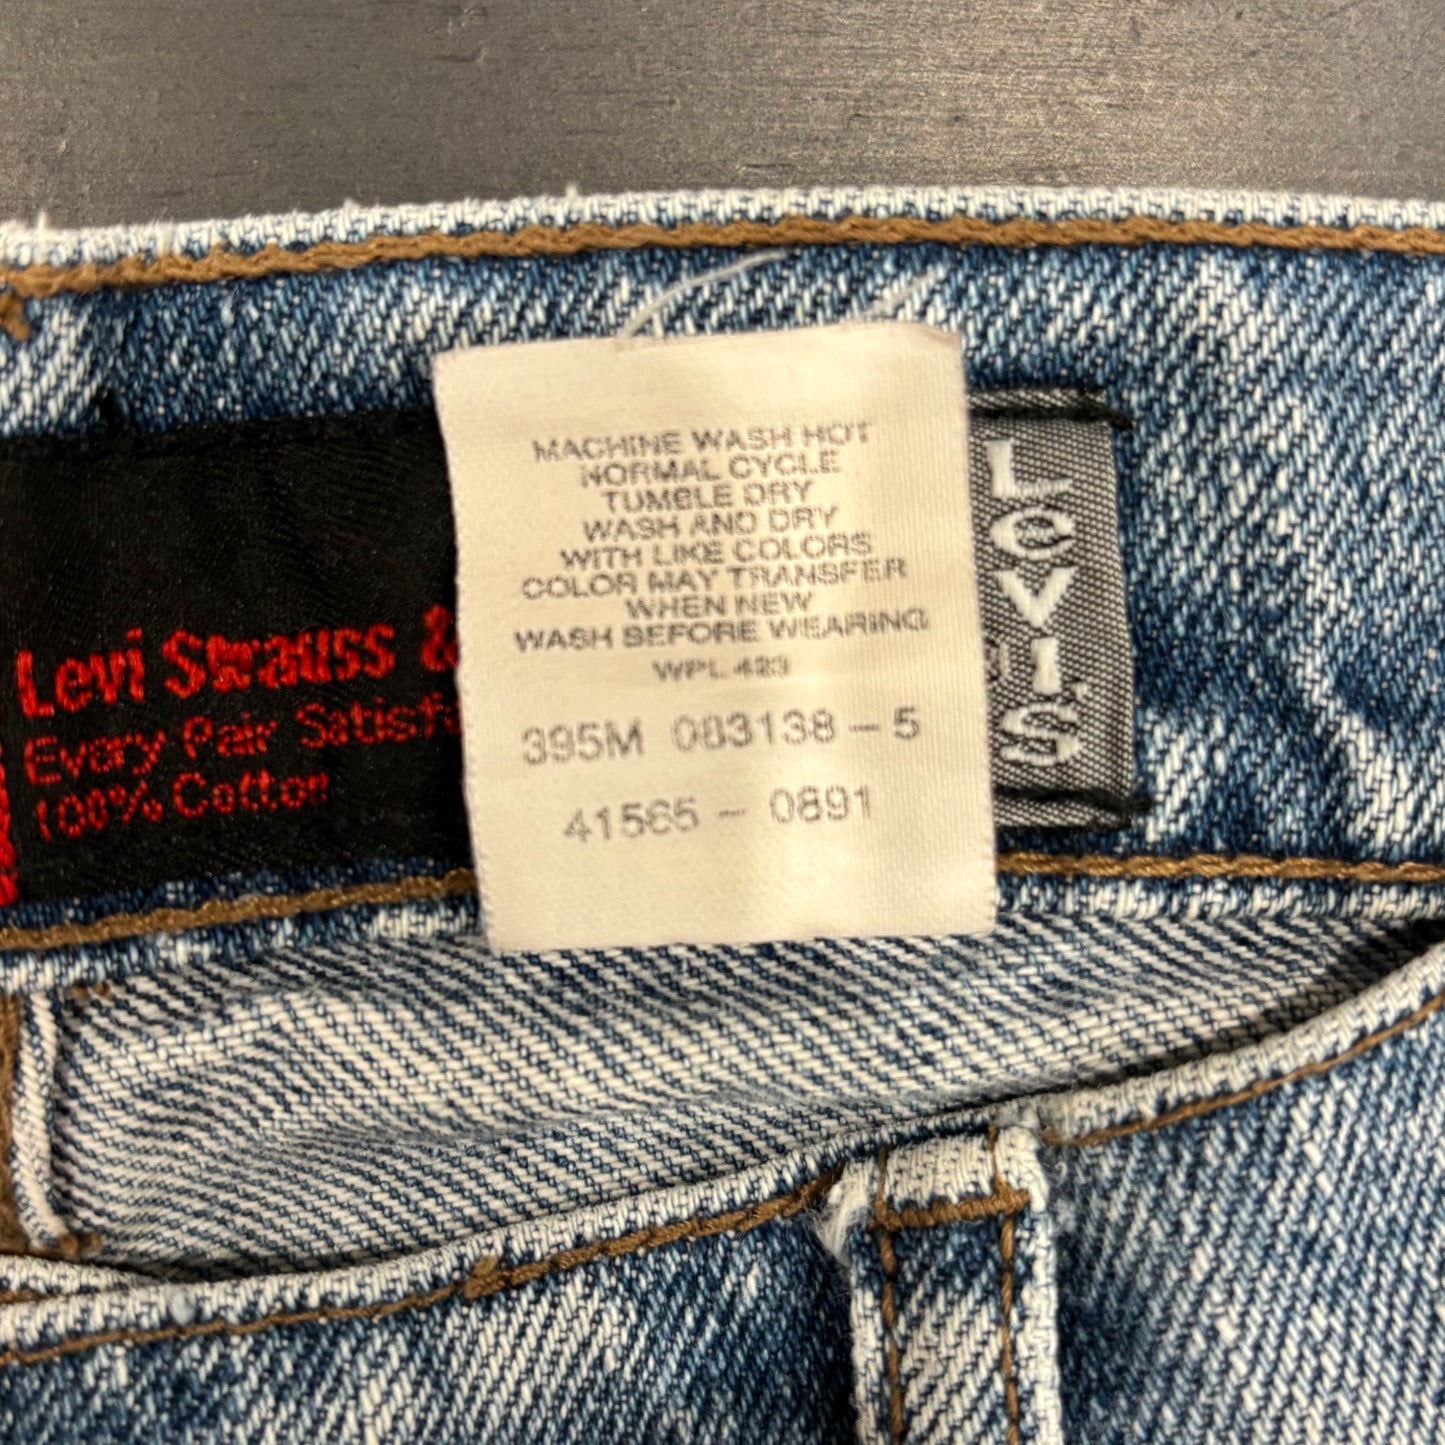 MACHINE WASH HOT
NORMAL CYCLE
TUMBLE DRY
WASH AND DRY
WITH LIKE COLORS
COLOR MAY TRANSFER
WHEN NEW
WASH BEFORE WEARING
WPL 423
395M 083138-5
41565-0891
Levi Strauss &
Every Pair Satisfa
100% Cotton
Levi's